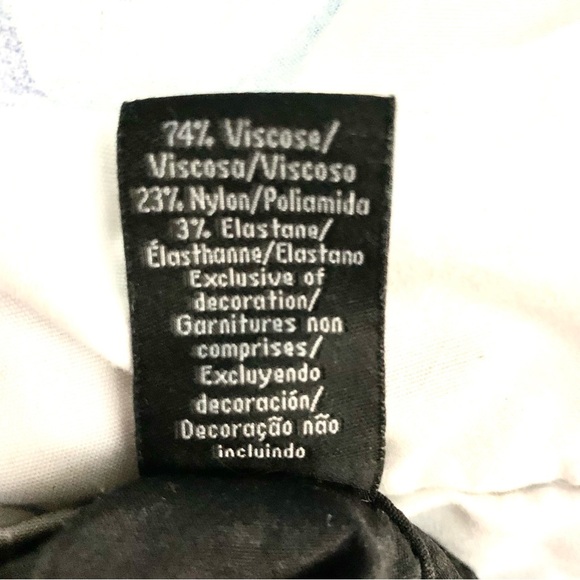 74% Viscose/
Viscosa/Viscoso
23% Nylon/Poliamida
3% Elastane/
Élasthanne/Elastano
Exclusive of
decoration/
Garnitures non
comprises/
Excluyendo
decoración/
Decoração não
incluindo